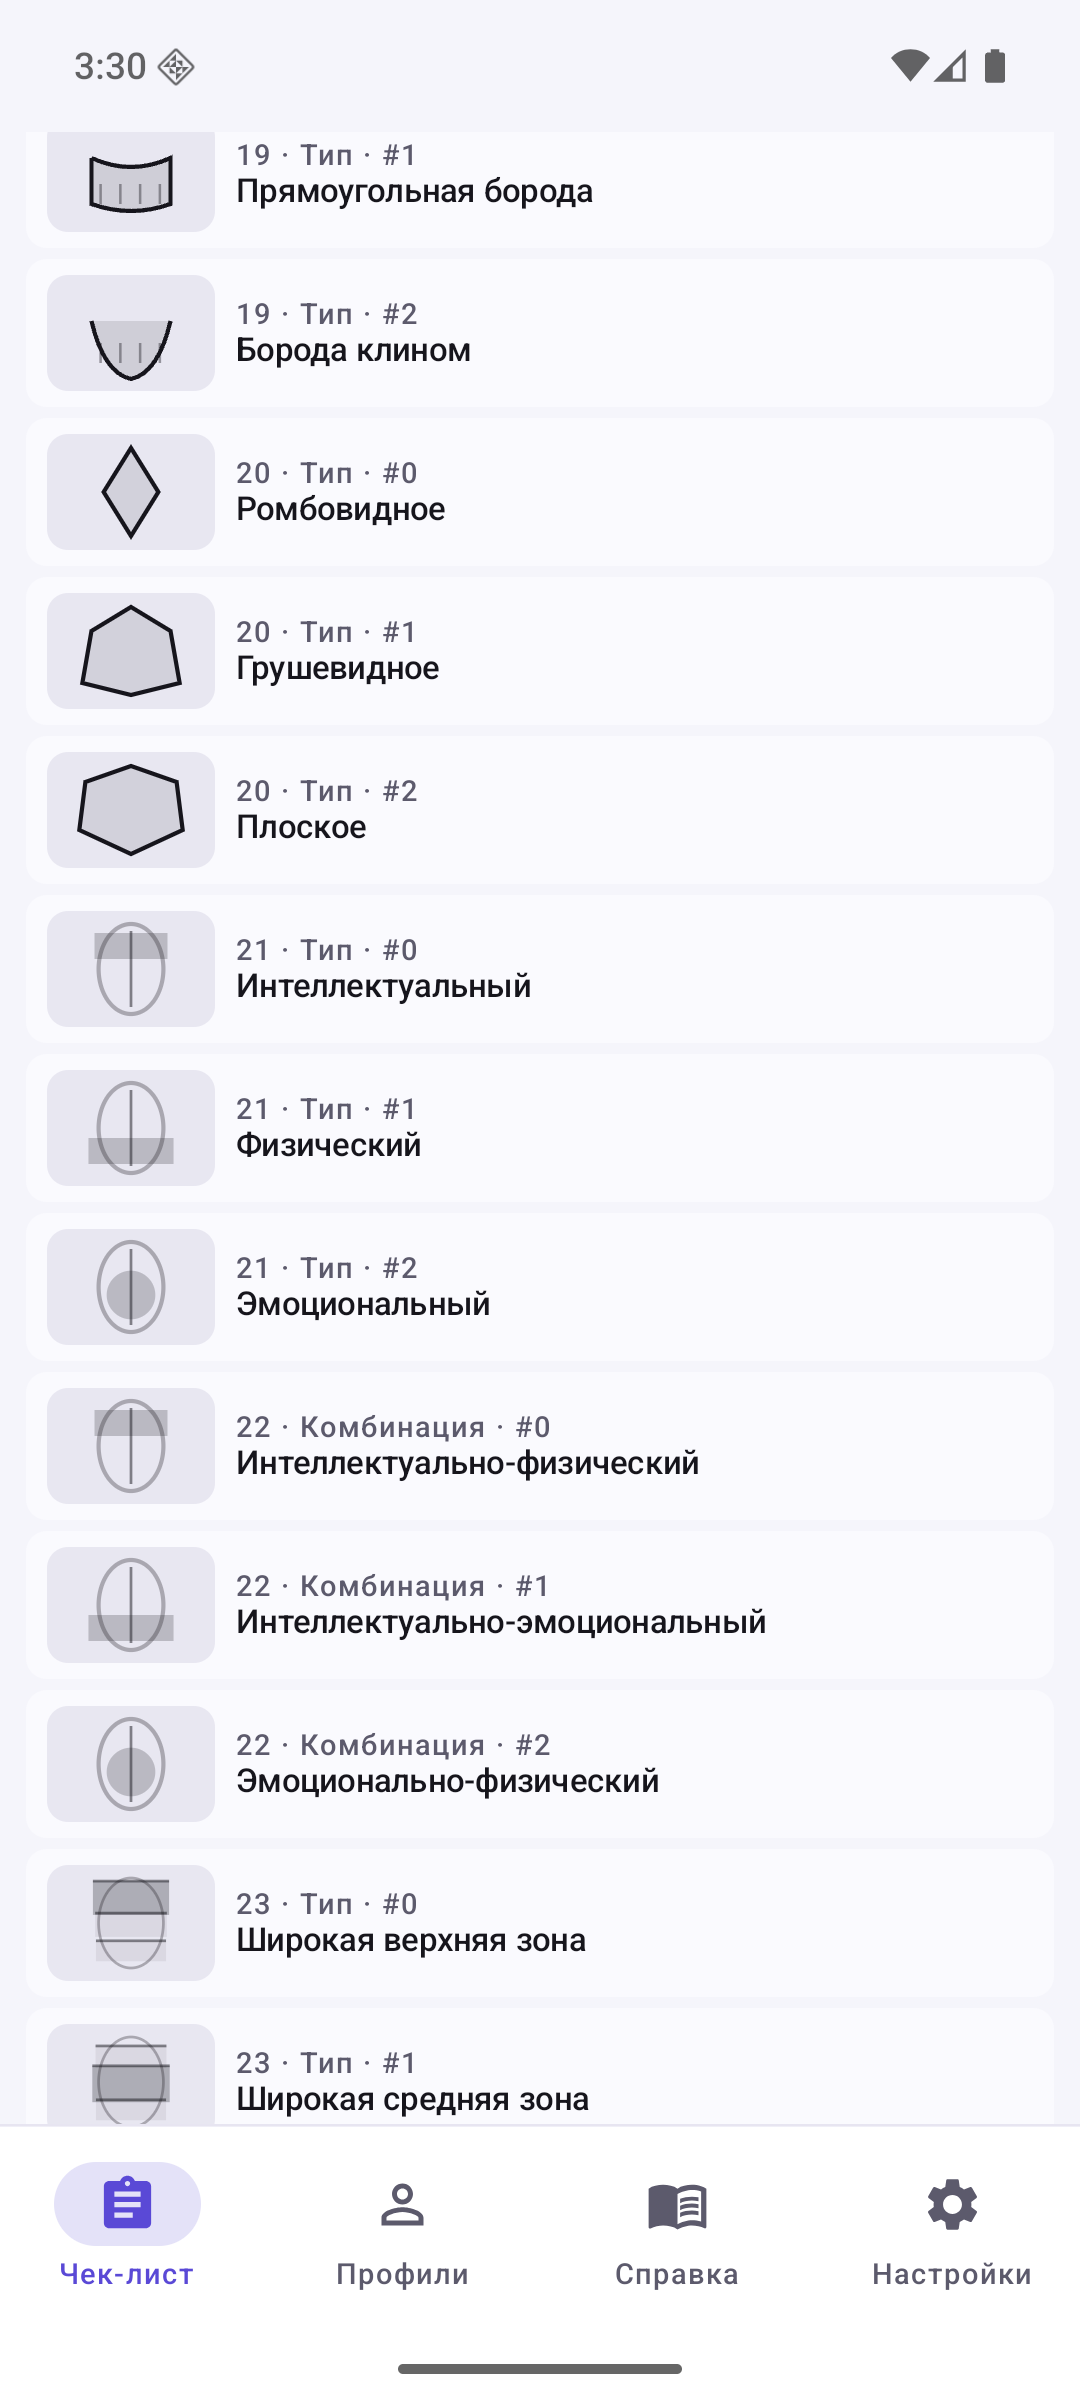 3:30
19 · Тип · #1
Прямоугольная борода
19 · Тип · #2
Борода клином
20 · Тип · #0
Ромбовидное
20 · Тип · #1
Грушевидное
20 · Тип · #2
Плоское
21 · Тип · #0
Интеллектуальный
21 · Тип · #1
Физический
21 · Тип · #2
Эмоциональный
22 · Комбинация · #0
Интеллектуально-физический
22 · Комбинация · #1
Интеллектуально-эмоциональный
22 · Комбинация · #2
Эмоционально-физический
23 · Тип · #0
Широкая верхняя зона
23 · Тип · #1
Широкая средняя зона
Чек-лист
Профили
Справка
Настройки